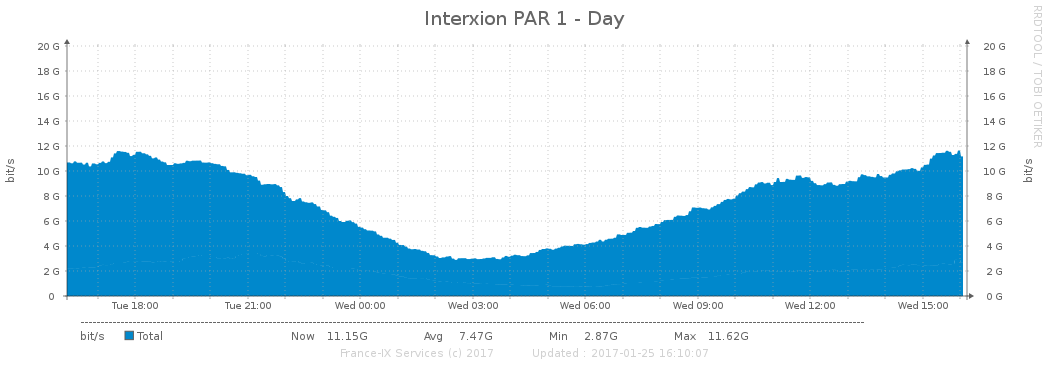 Interxion PAR 1 - Day
RRDTOOL / TOBI OETIKER
bit/s
20 G 20 G
18 G 18 G
16 G 16 G
14 G 14 G
12 G 12 G
10 G 10 G
8 G 8 G
6 G 6 G
4 G 4 G
2 G 2 G
0 0 G
bit/s
Tue 18:00 Tue 21:00 Wed 00:00 Wed 03:00 Wed 06:00 Wed 09:00 Wed 12:00 Wed 15:00
bit/s Total Now 11.15G Avg 7.47G Min 2.87G Max 11.62G
France-IX Services (c) 2017 Updated : 2017-01-25 16:10:07